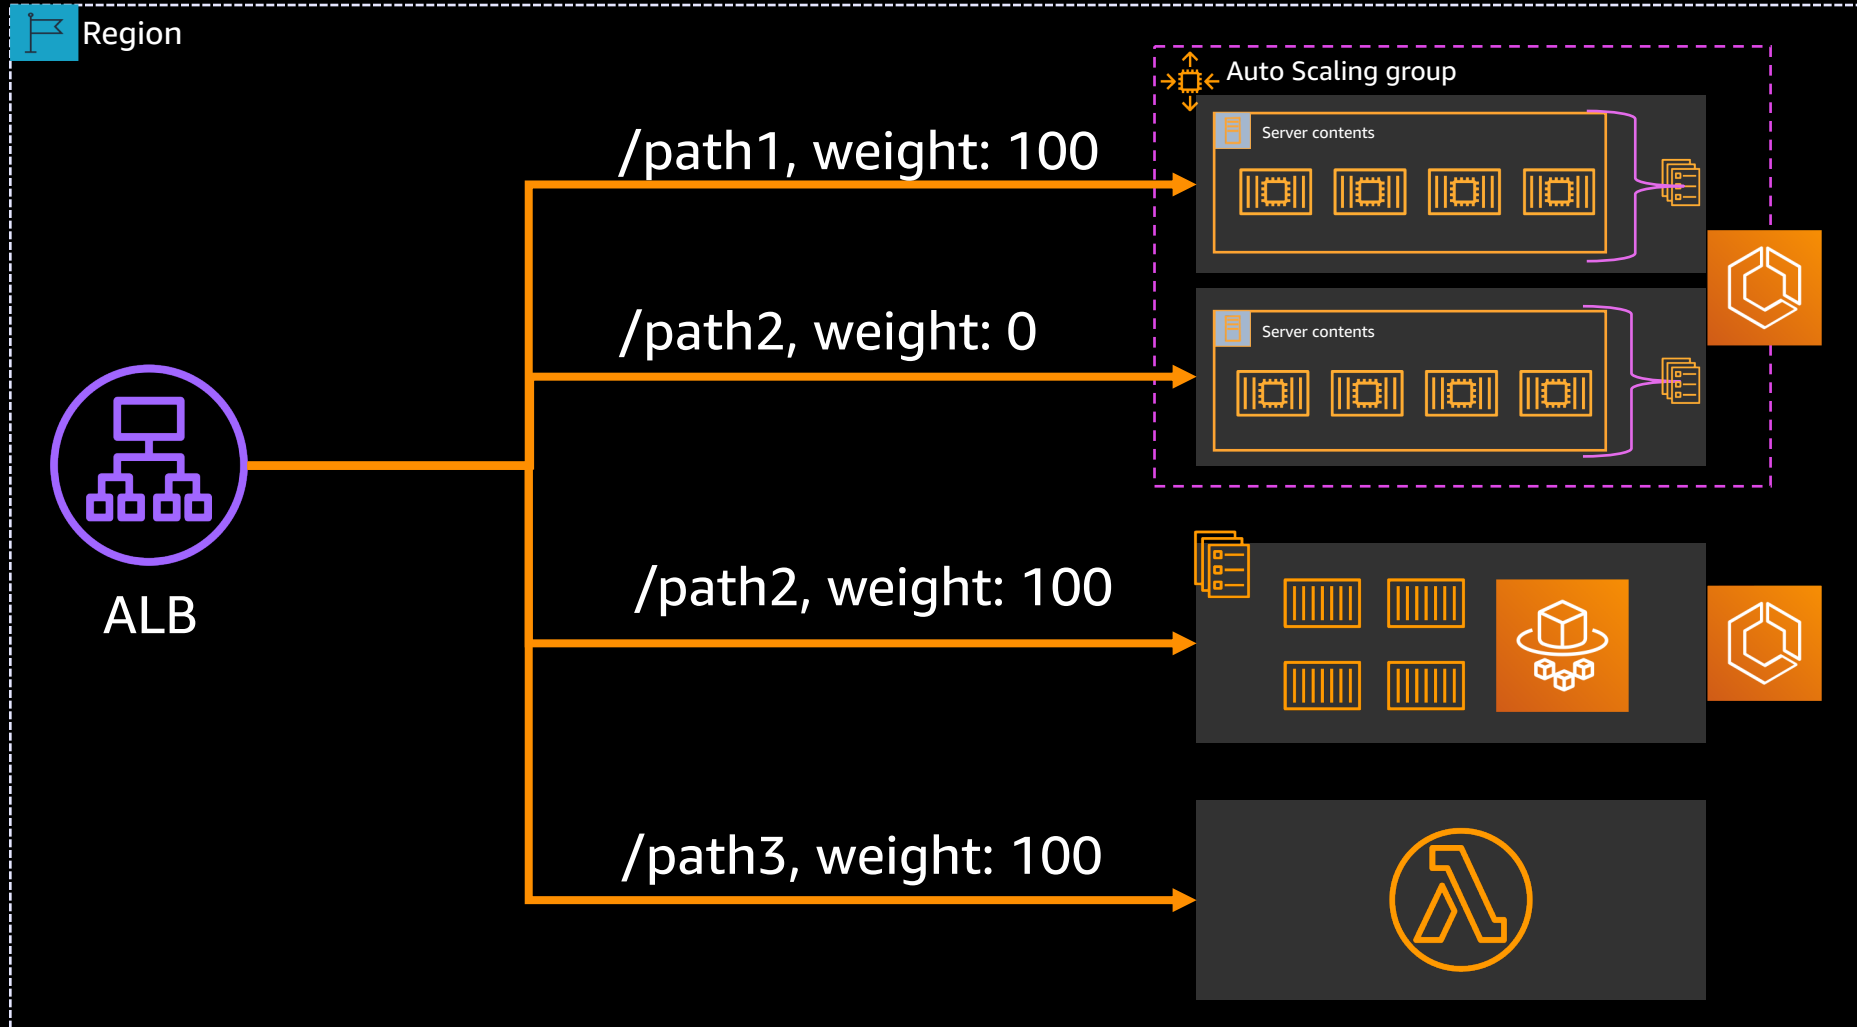 Region
Auto Scaling group
/path1, weight: 100
Server contents
/path2, weight: 0
Server contents
/path2, weight: 100
ALB
/path3, weight: 100